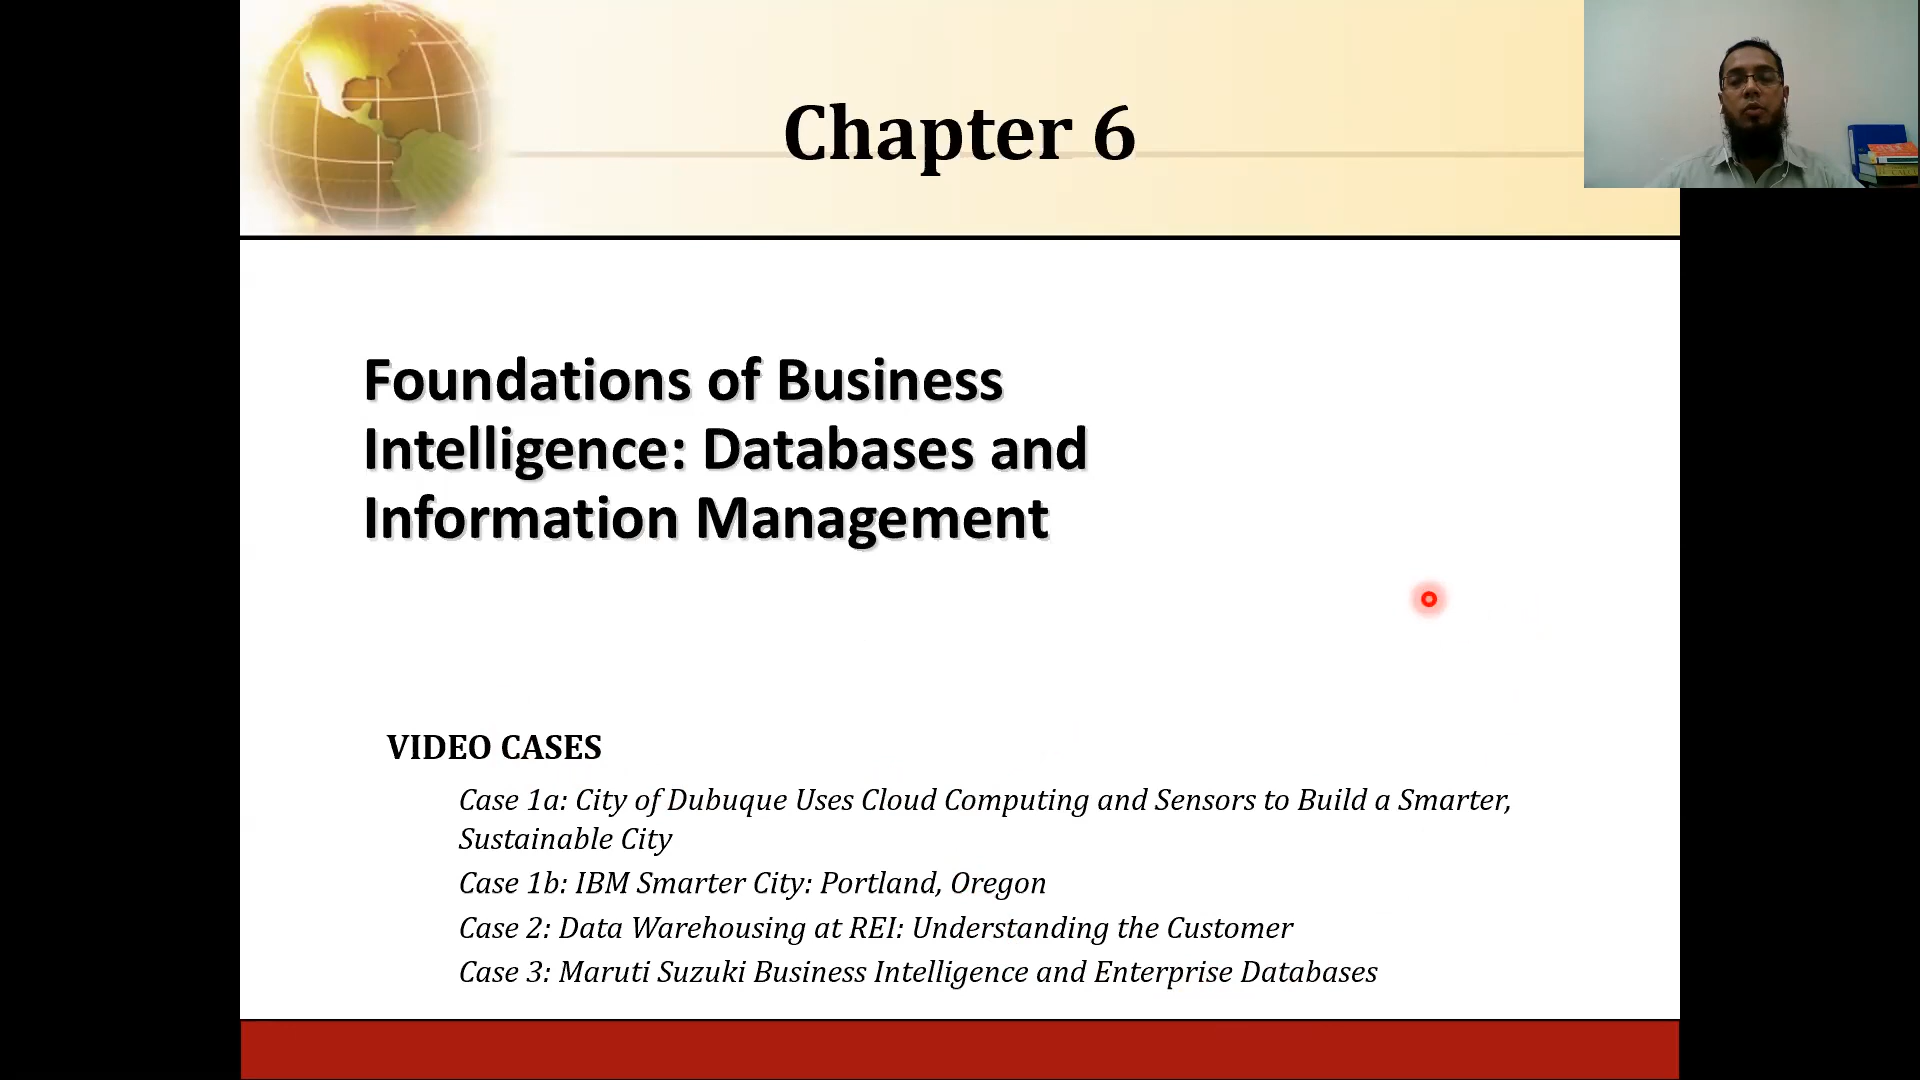 Chapter 6
Foundations of Business
Intelligence: Databases and
Information Management
VIDEO CASES
Case 1a: City of Dubuque Uses Cloud Computing and Sensors to Build a Smarter,
Sustainable City
Case 1b: IBM Smarter City: Portland, Oregon
Case 2: Data Warehousing at REI: Understanding the Customer
Case 3: Maruti Suzuki Business Intelligence and Enterprise Databases